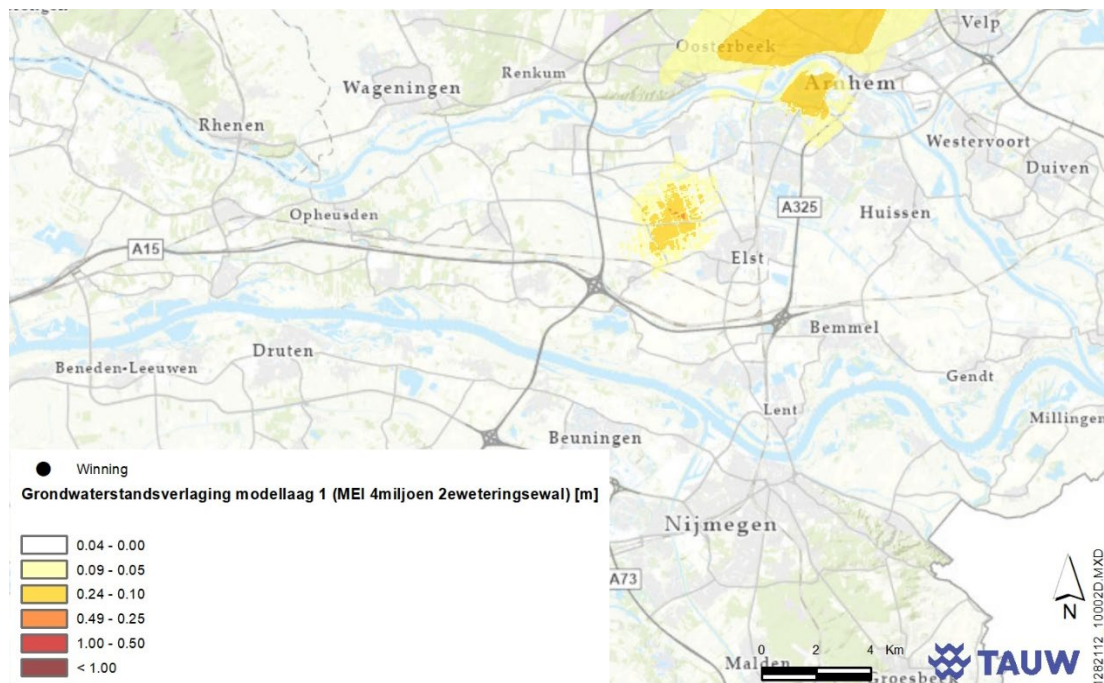 Velp
Oosterbeek
Renkum
Arnhem
Wageningen
Rhenen
Westervoort
Duiven
A325
Opheusden
Huissen
A15
Elst
Bemmel
Druten
Beneden-Leeuwen
Gendt
Lent
Millingen
Beuningen
Winning
Grondwaterstandsverlaging modellaag 1 (MEI 4miljoen 2eweteringsewal) [m]
Nijmegen
0.04 - 0.00
0.09 - 0.05
A73
0.24 - 0.10
0.49 - 0.25
1.00 - 0.50
< 1.00
N
0 2 4 Km
Malden
Groesbeek
TAUW
1282112_10002D.MXD